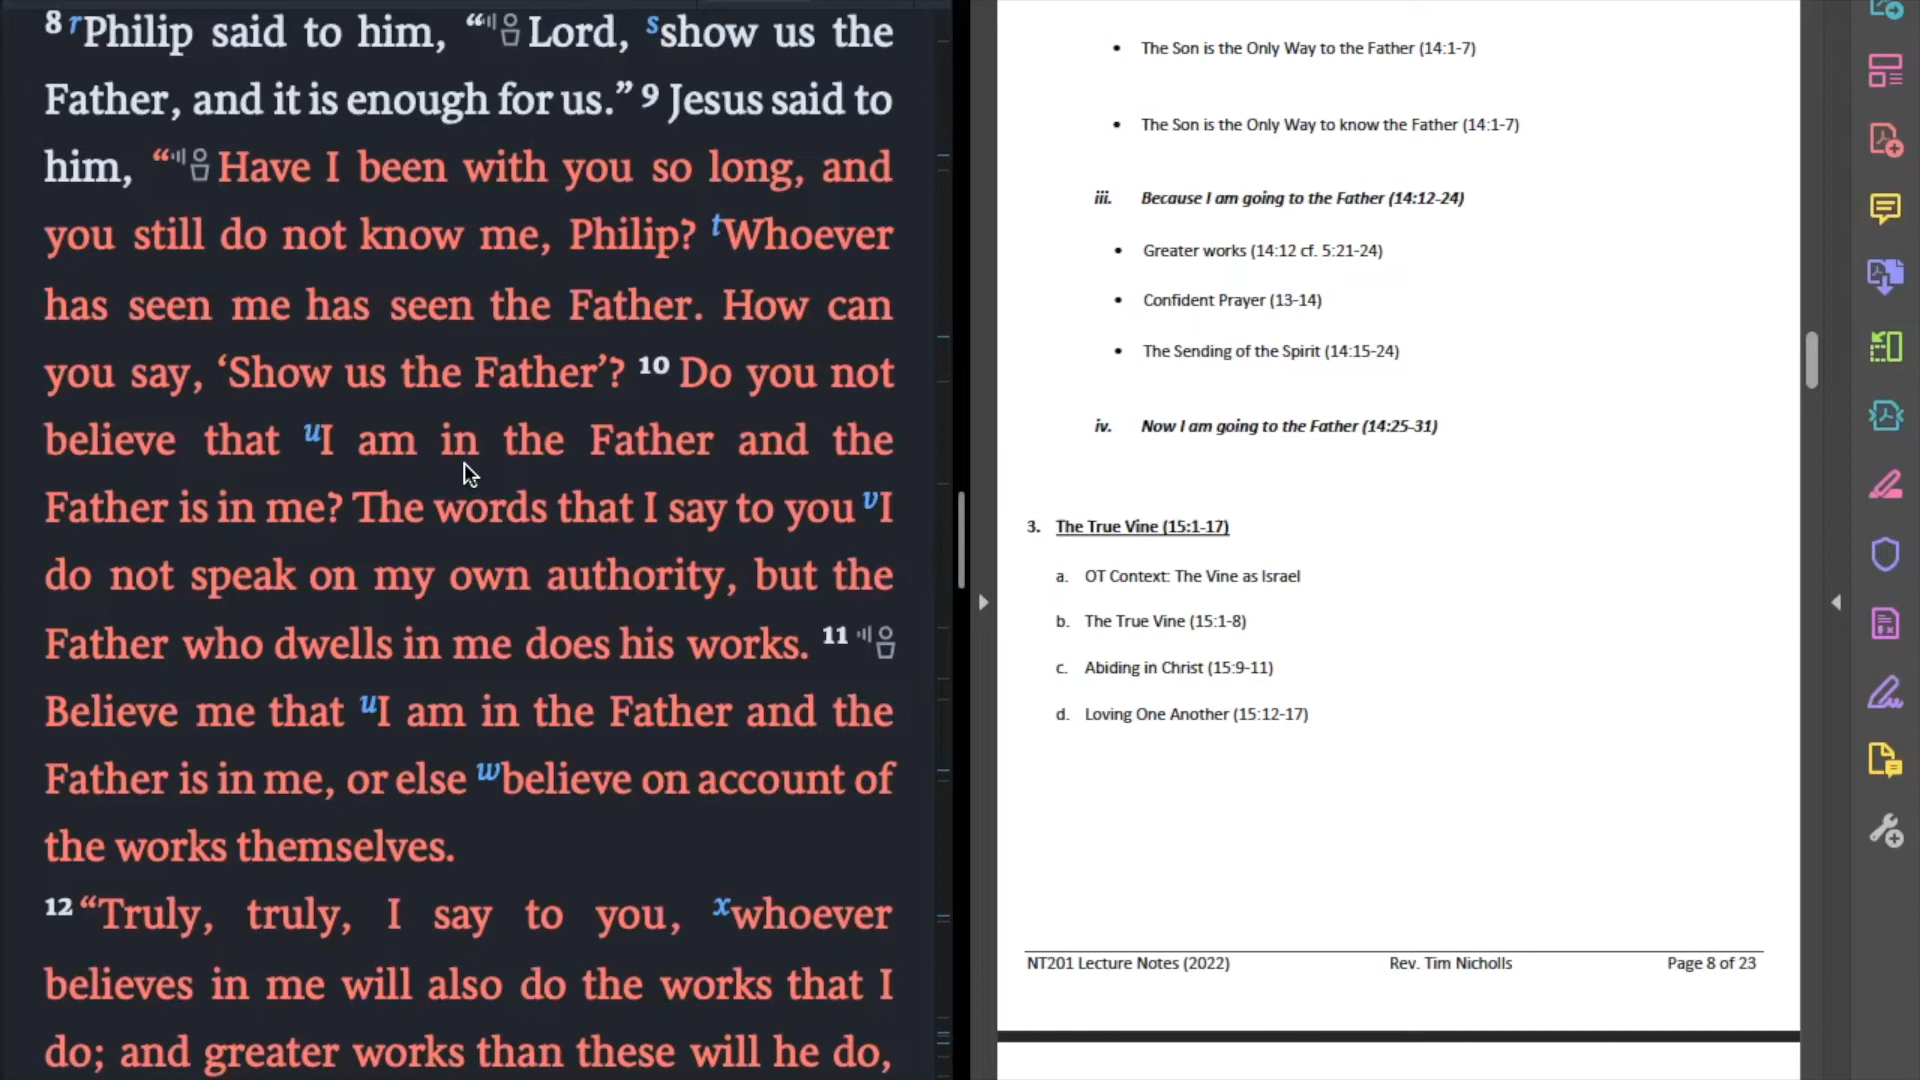 8 rPhilip said to him, “Lord, sshow us the
Father, and it is enough for us.” 9 Jesus said to
him, “Have I been with you so long, and
you still do not know me, Philip? tWhoever
has seen me has seen the Father. How can
you say, ‘Show us the Father’? 10 Do you not
believe that uI am in the Father and the
Father is in me? The words that I say to you vI
do not speak on my own authority, but the
Father who dwells in me does his works. 11
Believe me that uI am in the Father and the
Father is in me, or else wbelieve on account of
the works themselves.
12 “Truly, truly, I say to you, xwhoever
believes in me will also do the works that I
do; and greater works than these will he do,
• The Son is the Only Way to the Father (14:1-7)
• The Son is the Only Way to know the Father (14:1-7)
iii. Because I am going to the Father (14:12-24)
• Greater works (14:12 cf. 5:21-24)
• Confident Prayer (13-14)
• The Sending of the Spirit (14:15-24)
iv. Now I am going to the Father (14:25-31)
3. The True Vine (15:1-17)
a. OT Context: The Vine as Israel
b. The True Vine (15:1-8)
c. Abiding in Christ (15:9-11)
d. Loving One Another (15:12-17)
NT201 Lecture Notes (2022) Rev. Tim Nicholls Page 8 of 23